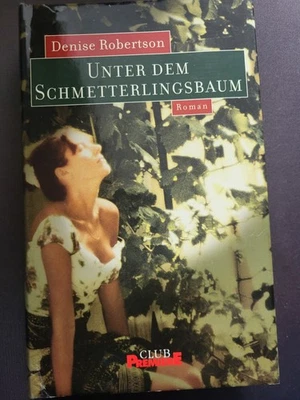 Denise Robertson
UNTER DEM
SCHMETTERLINGSBAUM
Roman
CLUB
PREMIERE